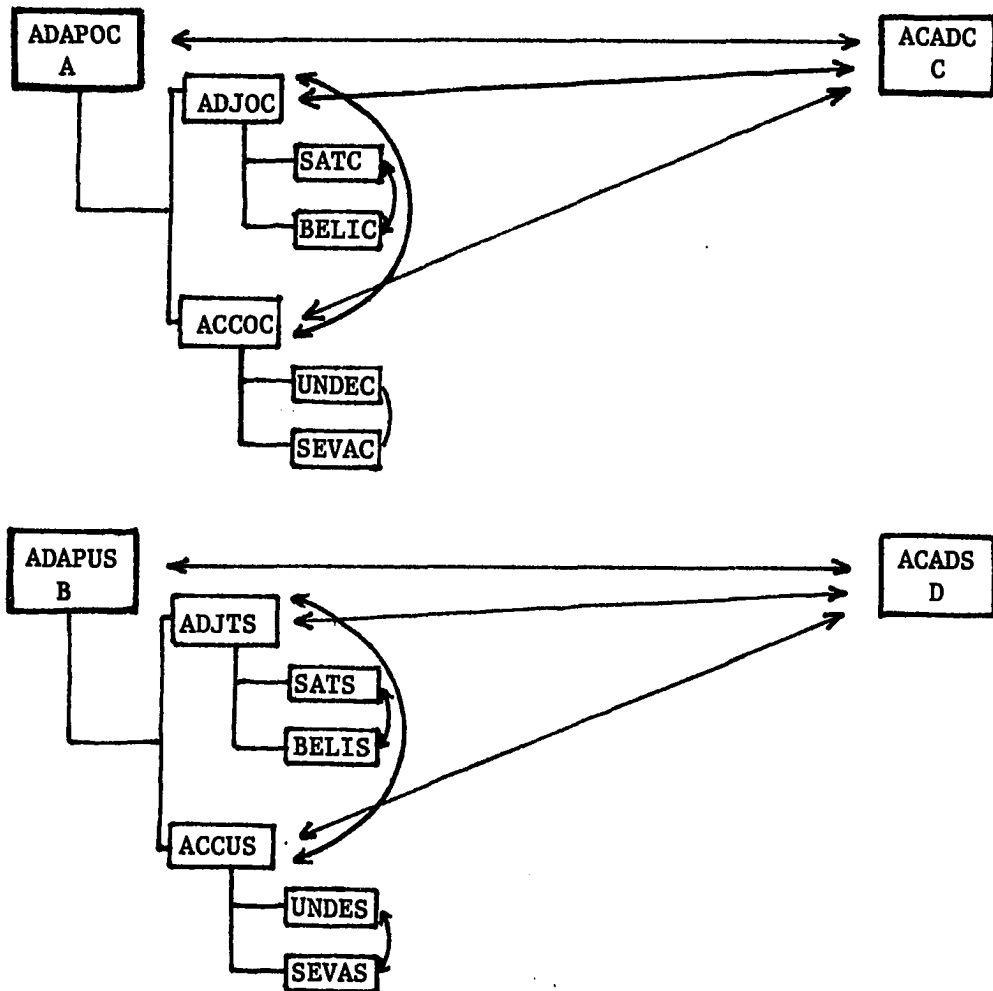 ADAPOC
A
ACADC
C
ADJOC
SATC
BELIC
ACCOC
UNDEC
SEVAC
ADAPUS
B
ACADS
D
ADJTS
SATS
BELIS
ACCUS
UNDES
SEVAS